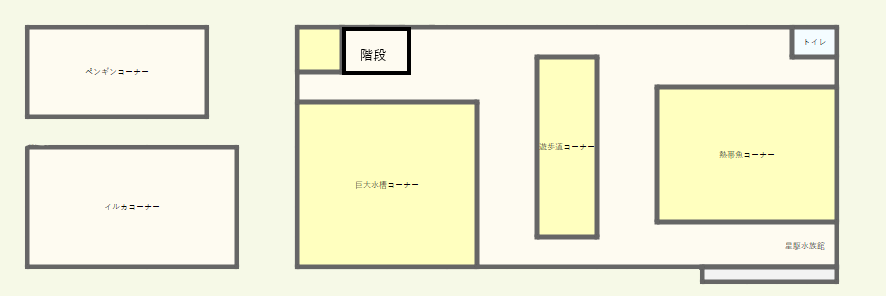 階段
トイレ
ペンギンコーナー
遊歩道コーナー
熱帯魚コーナー
巨大水槽コーナー
イルカコーナー
星駆水族館